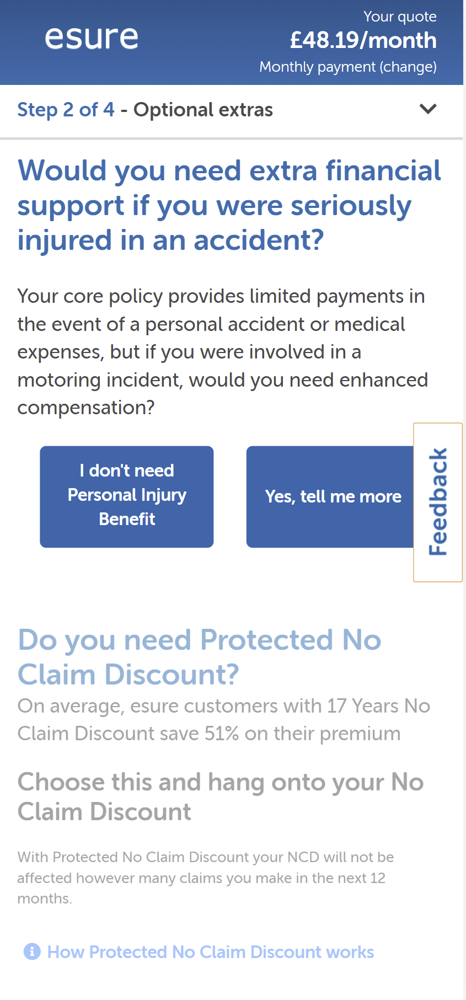 esure
Your quote
£48.19/month
Monthly payment (change)
Step 2 of 4 - Optional extras
Would you need extra financial
support if you were seriously
injured in an accident?
Your core policy provides limited payments in
the event of a personal accident or medical
expenses, but if you were involved in a
motoring incident, would you need enhanced
compensation?
I don't need
Personal Injury
Benefit
Yes, tell me more
Feedback
Do you need Protected No
Claim Discount?
On average, esure customers with 17 Years No
Claim Discount save 51% on their premium
Choose this and hang onto your No
Claim Discount
With Protected No Claim Discount your NCD will not be
affected however many claims you make in the next 12
months.
How Protected No Claim Discount works